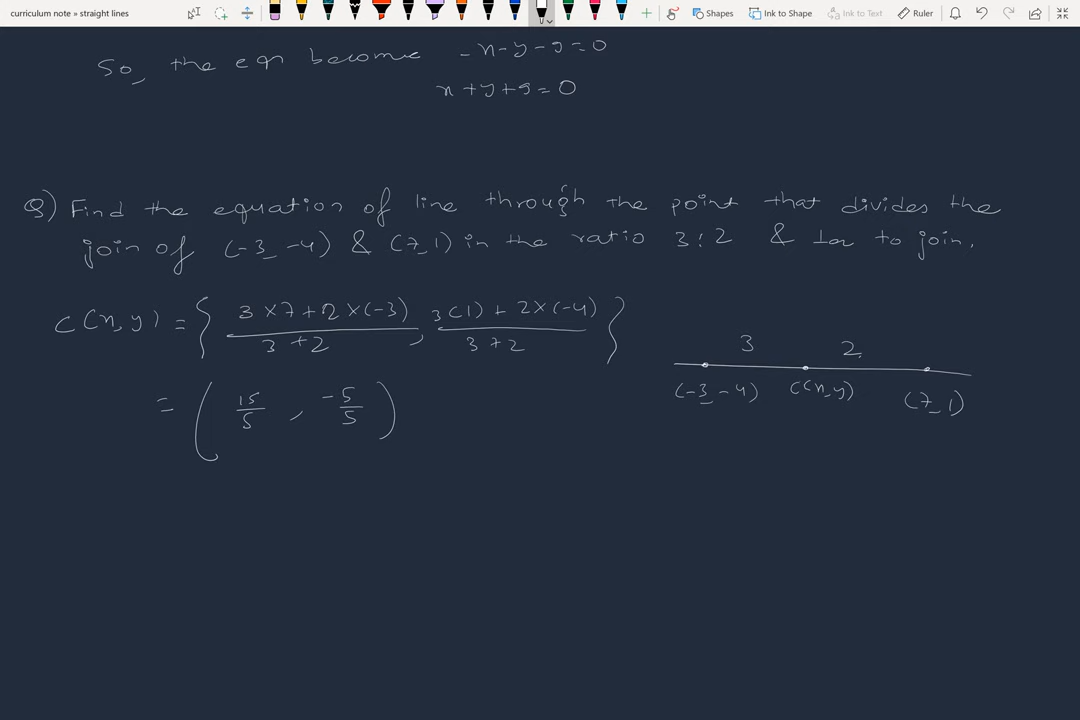 curriculum note » straight lines
Shapes Ink to Shape Ink to Text Ruler
So, the eqn become -x-y-9=0
x+y+9=0
Q) Find the equation of line through the point that divides the
join of (-3,-4) & (7,1) in the ratio 3:2 & ⊥ar to join.
C(x,y) = { 3×7+2×(-3) / 3+2 , 3(1)+2×(-4) / 3+2 }
3 2
(-3,-4) C(x,y) (7,1)
= ( 15/5 , -5/5 )